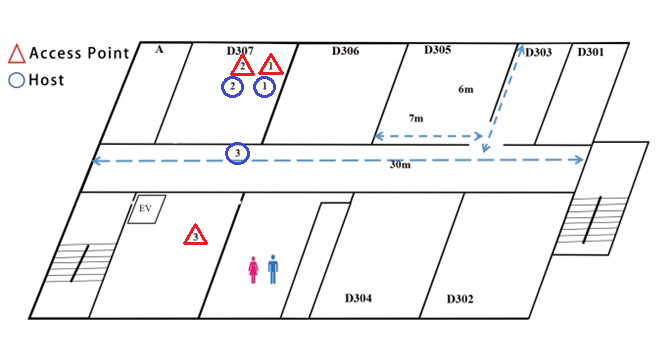 Access Point
Host
A
D307
D306
D305
D303
D301
2
1
2
1
6m
7m
3
30m
EV
3
D304
D302